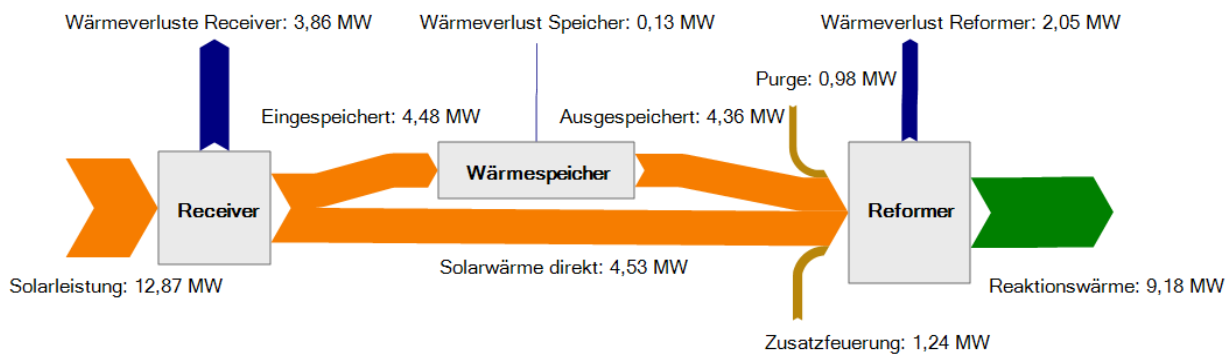 Wärmeverluste Receiver: 3,86 MW
Wärmeverlust Speicher: 0,13 MW
Wärmeverlust Reformer: 2,05 MW
Purge: 0,98 MW
Eingespeichert: 4,48 MW
Ausgespeichert: 4,36 MW
Wärmespeicher
Receiver
Reformer
Solarwärme direkt: 4,53 MW
Solarleistung: 12,87 MW
Reaktionswärme: 9,18 MW
Zusatzfeuerung: 1,24 MW